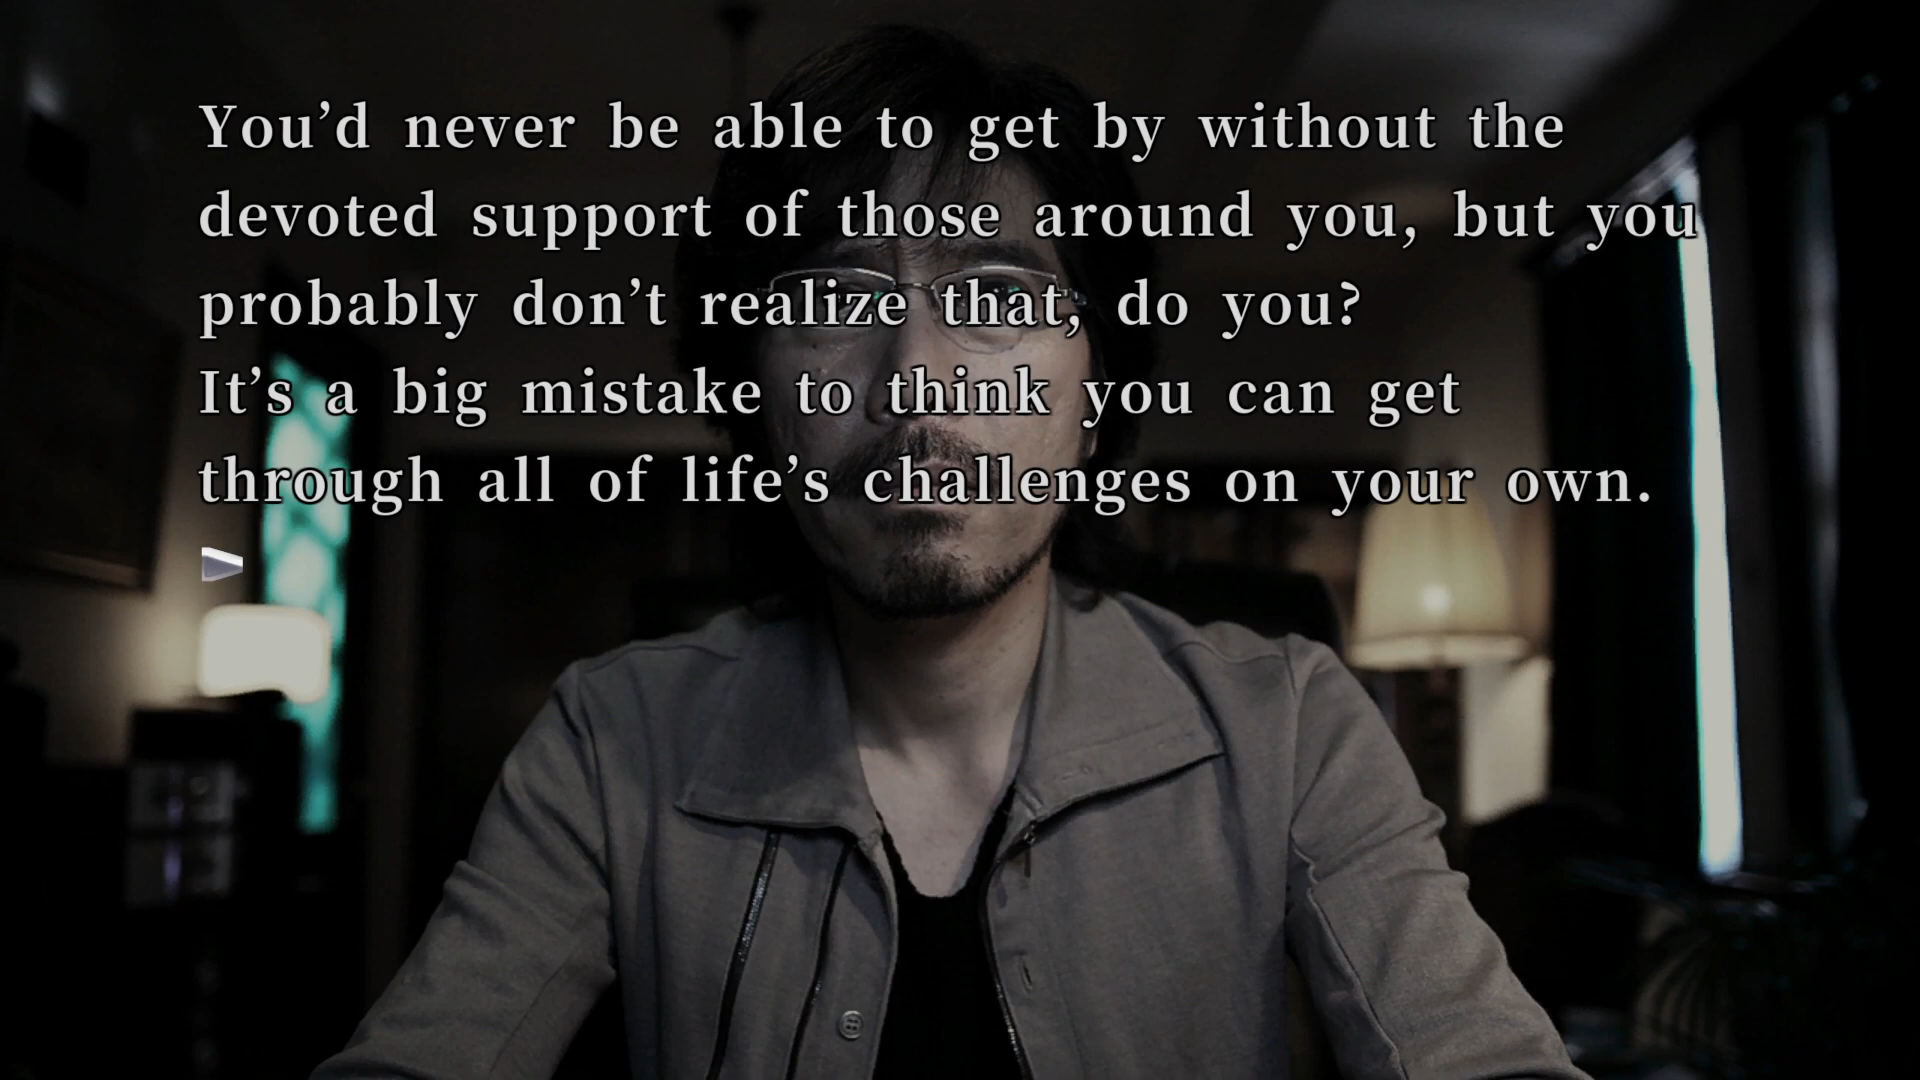 You’d never be able to get by without the
devoted support of those around you, but you
probably don’t realize that, do you?
It’s a big mistake to think you can get
through all of life’s challenges on your own.